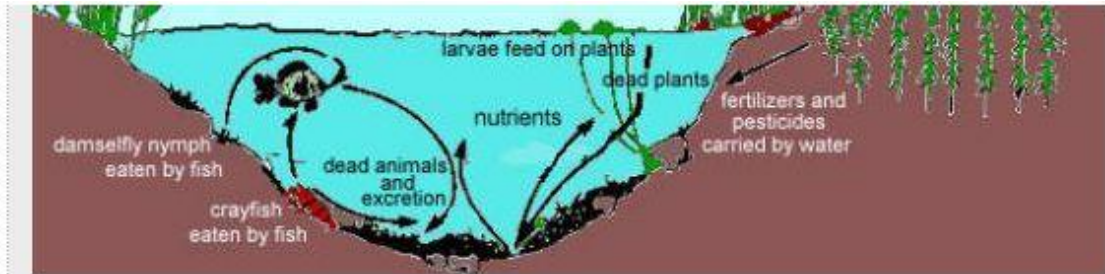 larvae feed on plants
dead plants
nutrients
fertilizers and
pesticides
carried by water
damselfly nymph
eaten by fish
dead animals
and
excretion
crayfish
eaten by fish